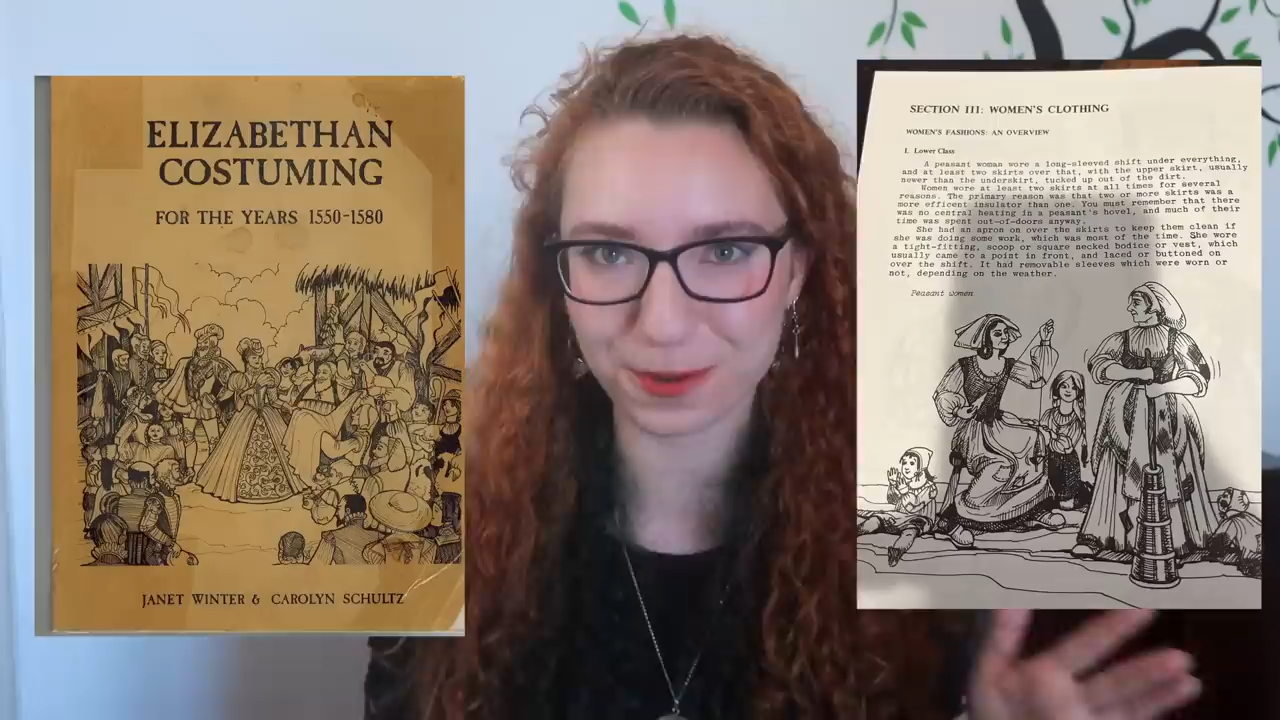 ELIZABETHAN
COSTUMING
FOR THE YEARS 1550-1580
JANET WINTER & CAROLYN SCHULTZ
SECTION III: WOMEN'S CLOTHING
WOMEN'S FASHIONS: AN OVERVIEW
I. Lower Class
A peasant woman wore a long-sleeved shift under everything,
and at least two skirts over that, with the upper skirt, usually
newer than the underskirt, tucked up out of the dirt.
Women wore at least two skirts at all times for several
reasons. The primary reason was that two or more skirts was a
more efficent insulator than one. You must remember that there
was no central heating in a peasant's hovel, and much of their
time was spent out-of-doors anyway.
She had an apron on over the skirts to keep them clean if
she was doing some work, which was most of the time. She wore
a tight-fitting, scoop or square necked bodice or vest, which
usually came to a point in front, and laced or buttoned on
over the shift. It had removable sleeves which were worn or
not, depending on the weather.
Peasant women